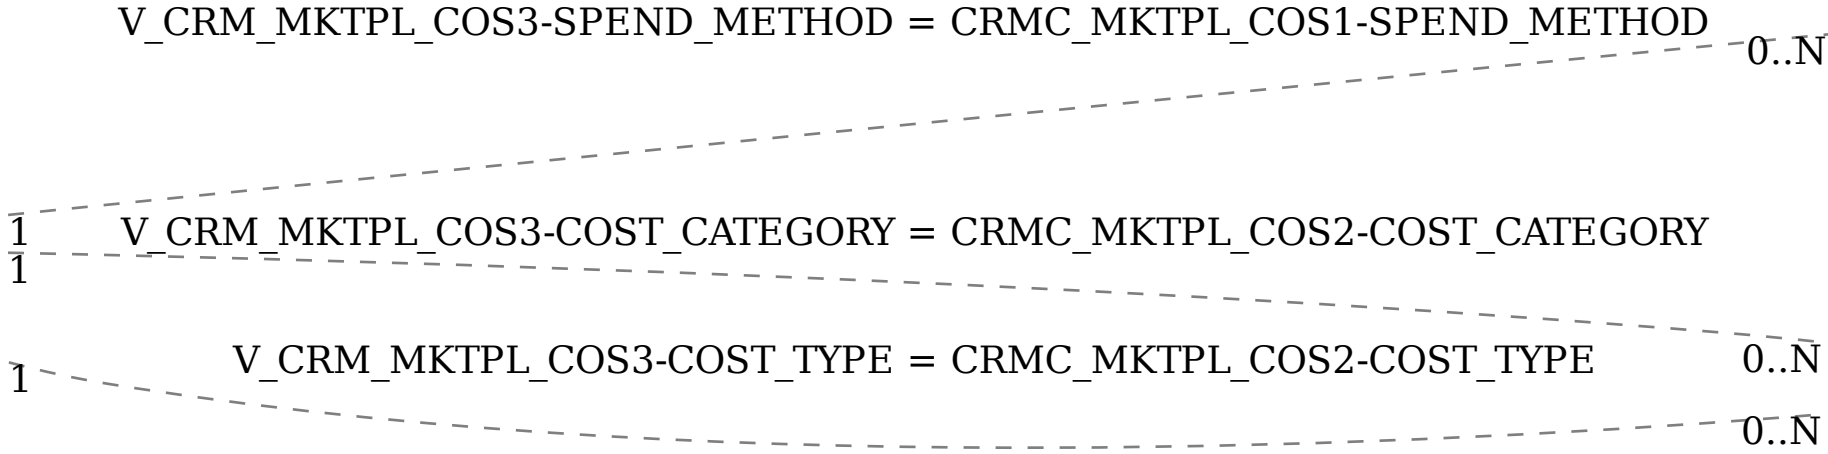 V_CRM_MKTPL_COS3-SPEND_METHOD = CRMC_MKTPL_COS1-SPEND_METHOD
0..N
1
V_CRM_MKTPL_COS3-COST_CATEGORY = CRMC_MKTPL_COS2-COST_CATEGORY
1
V_CRM_MKTPL_COS3-COST_TYPE = CRMC_MKTPL_COS2-COST_TYPE
0..N
1
0..N